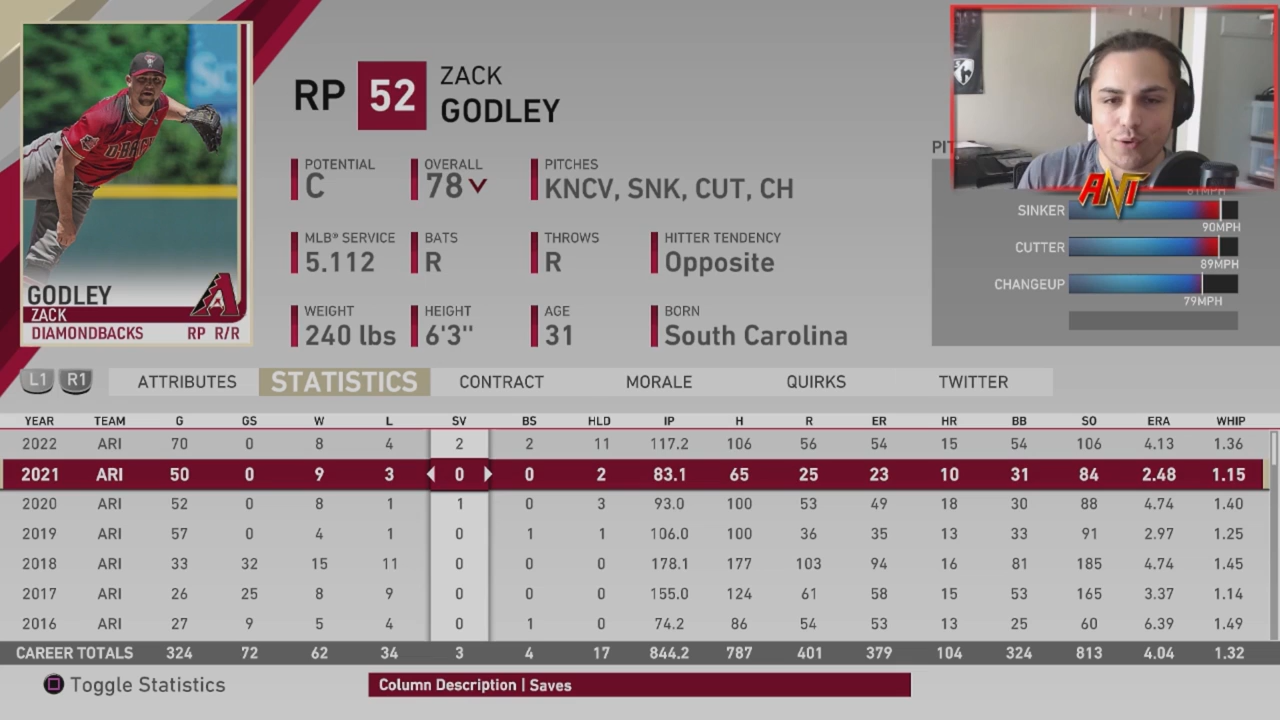 RP 52 ZACK
GODLEY
POTENTIAL OVERALL PITCHES
C 78 KNCV, SNK, CUT, CH
MLB® SERVICE BATS THROWS HITTER TENDENCY
5.112 R R Opposite
WEIGHT HEIGHT AGE BORN
240 lbs 6'3" 31 South Carolina
GODLEY
ZACK
DIAMONDBACKS RP R/R
D-BACKS
A
PIT
ANT
81MPH
SINKER
90MPH
CUTTER
89MPH
CHANGEUP
79MPH
L1 R1 ATTRIBUTES STATISTICS CONTRACT MORALE QUIRKS TWITTER
YEAR TEAM G GS W L SV BS HLD IP H R ER HR BB SO ERA WHIP
2022 ARI 70 0 8 4 2 2 11 117.2 106 56 54 15 54 106 4.13 1.36
2021 ARI 50 0 9 3 0 0 2 83.1 65 25 23 10 31 84 2.48 1.15
2020 ARI 52 0 8 1 1 0 3 93.0 100 53 49 18 30 88 4.74 1.40
2019 ARI 57 0 4 1 0 1 1 106.0 100 36 35 13 33 91 2.97 1.25
2018 ARI 33 32 15 11 0 0 0 178.1 177 103 94 16 81 185 4.74 1.45
2017 ARI 26 25 8 9 0 0 0 155.0 124 61 58 15 53 165 3.37 1.14
2016 ARI 27 9 5 4 0 1 0 74.2 86 54 53 13 25 60 6.39 1.49
CAREER TOTALS 324 72 62 34 3 4 17 844.2 787 401 379 104 324 813 4.04 1.32
Toggle Statistics Column Description | Saves